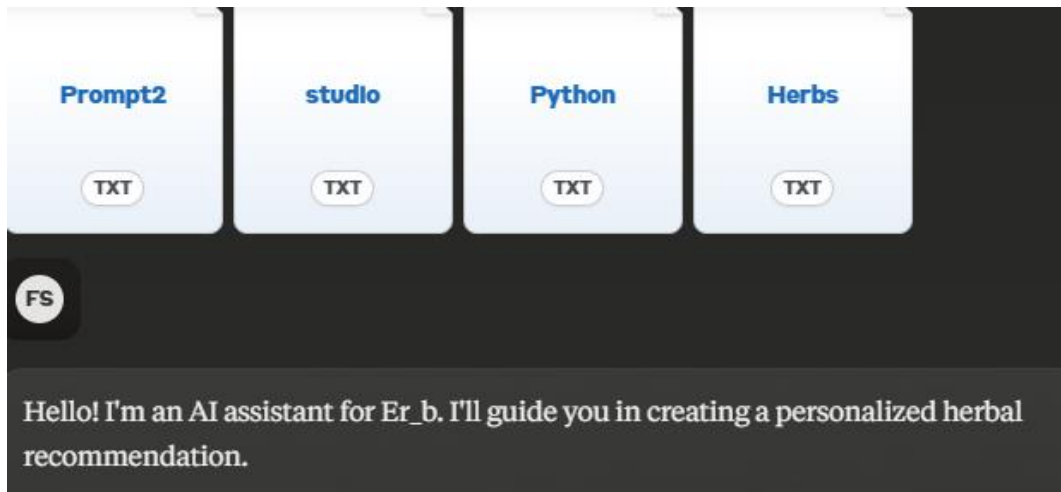 Prompt2 studIo Python Herbs
TXT TXT TXT TXT
FS
Hello! I'm an AI assistant for Er_b. I'll guide you in creating a personalized herbal
recommendation.